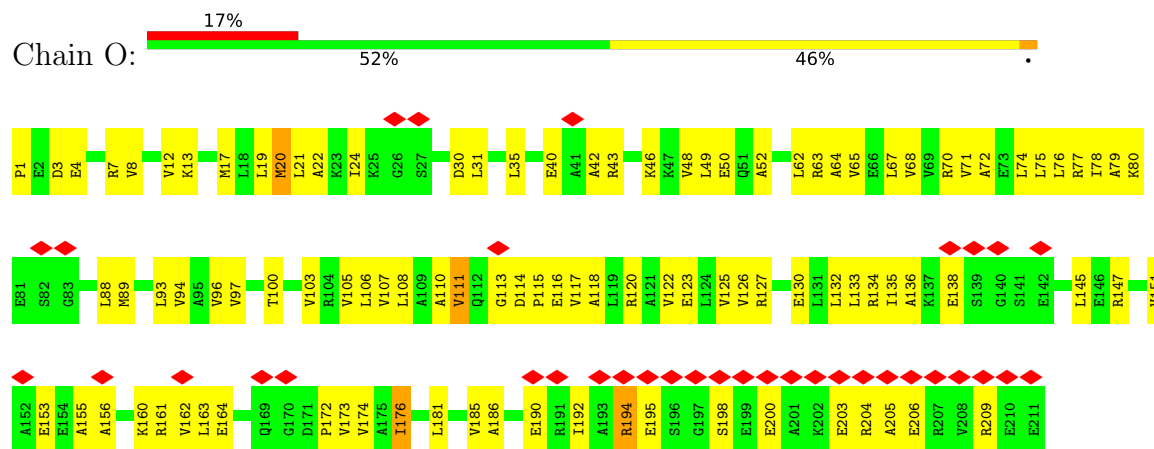 17%
Chain O:
52% 46% •
P1 E2 D3 E4 R7 V8 V12 K13 M17 L18 L19 M20 L21 A22 K23 I24 K25 G26 S27 D30 L31 L35 E40 A41 A42 R43 K46 K47 V48 L49 E50 Q51 A52 L62 R63 A64 V65 E66 L67 V68 V69 R70 V71 A72 E73 L74 L75 L76 R77 I78 A79 K80
E81 S82 G83 L88 M89 L93 V94 A95 V96 V97 T100 V103 R104 V105 L106 V107 L108 A109 A110 V111 Q112 G113 D114 P115 E116 V117 A118 L119 R120 A121 V122 E123 L124 V125 V126 R127 E130 L131 L132 L133 R134 I135 A136 K137 E138 S139 G140 S141 E142 L145 E146 R147
A152 E153 E154 A155 A156 K160 R161 V162 L163 E164 Q169 G170 D171 P172 V173 V174 A175 I176 L181 V185 A186 E190 R191 I192 A193 R194 E195 S196 G197 S198 E199 E200 A201 K202 E203 R204 A205 E206 R207 V208 R209 E210 E211